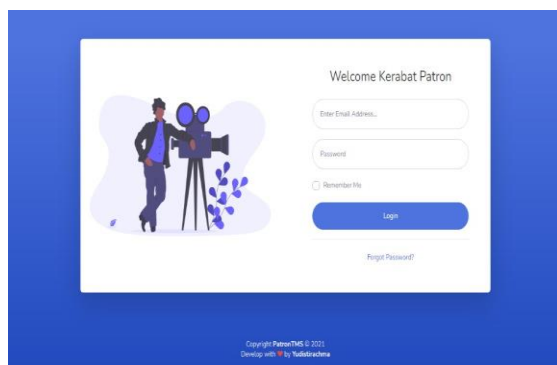 Welcome Kerabat Patron
Enter Email Address...
Password
Remember Me
Login
Forgot Password?
Copyright PatronTMS © 2021
Develop with ❤ by Yudistirachma